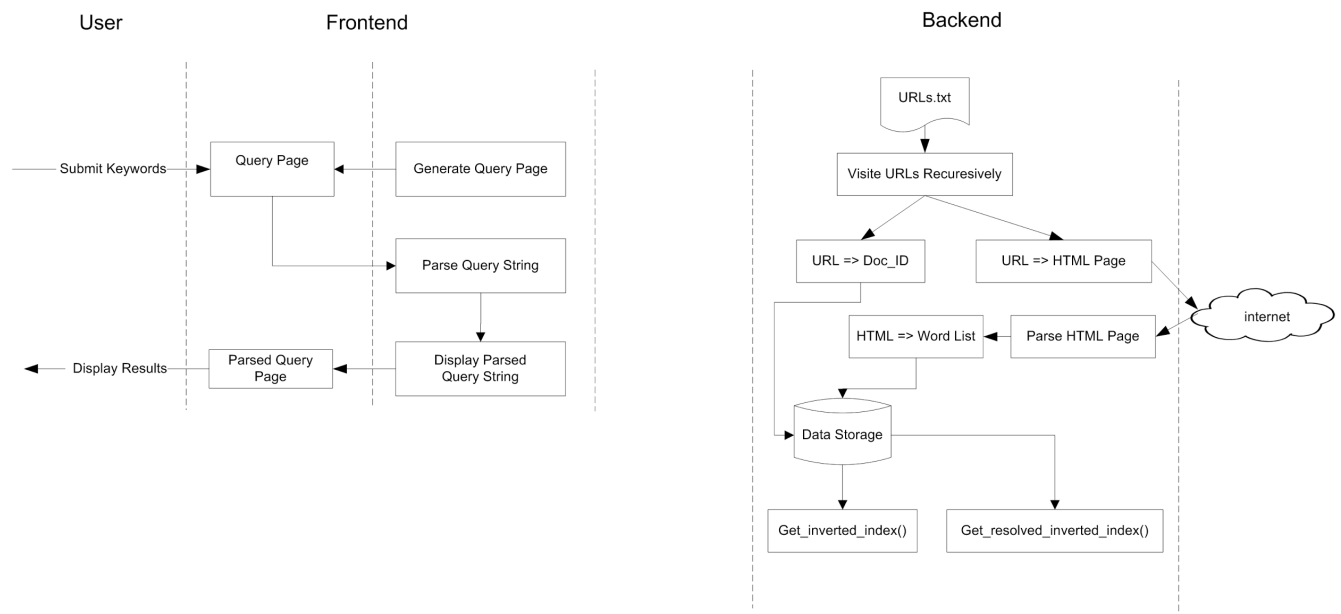 User
Frontend
Backend
URLs.txt
Submit Keywords
Query Page
Generate Query Page
Visite URLs Recuresively
Parse Query String
URL => Doc_ID
URL => HTML Page
internet
HTML => Word List
Parse HTML Page
Display Results
Parsed Query
Page
Display Parsed
Query String
Data Storage
Get_inverted_index()
Get_resolved_inverted_index()